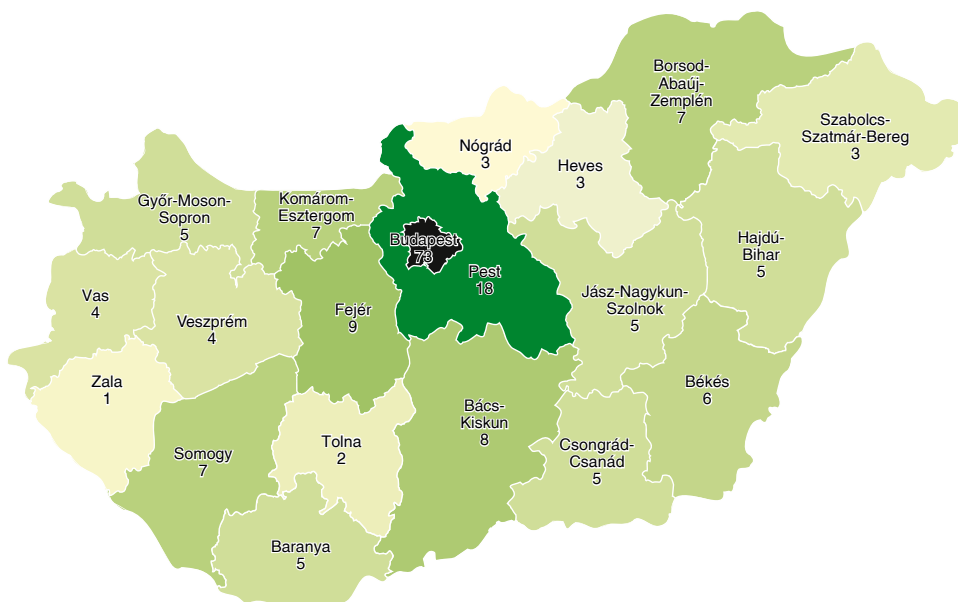 Borsod-
Abaúj-
Zemplén
7
Szabolcs-
Szatmár-Bereg
3
Nógrád
3
Heves
3
Győr-Moson-
Sopron
5
Komárom-
Esztergom
7
Budapest
73
Pest
18
Hajdú-
Bihar
5
Vas
4
Veszprém
4
Fejér
9
Jász-Nagykun-
Szolnok
5
Zala
1
Békés
6
Bács-
Kiskun
8
Tolna
2
Somogy
7
Csongrád-
Csanád
5
Baranya
5